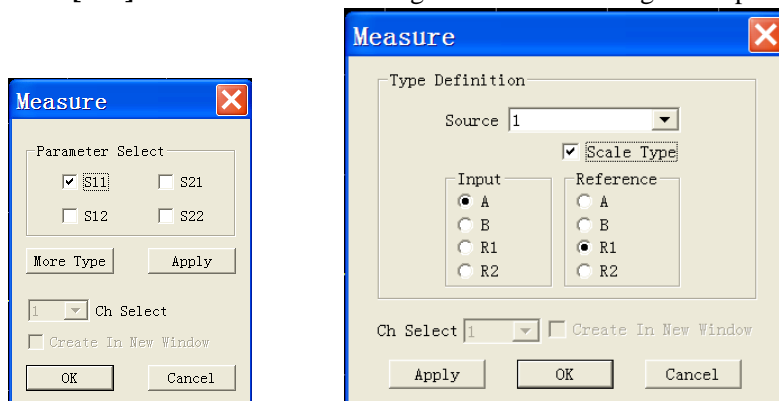 Measure
Parameter Select
S11 S21
S12 S22
More Type Apply
1 Ch Select
Create In New Window
OK Cancel
Measure
Type Definition
Source 1
Scale Type
Input Reference
A A
B B
R1 R1
R2 R2
Ch Select 1 Create In New Window
Apply OK Cancel